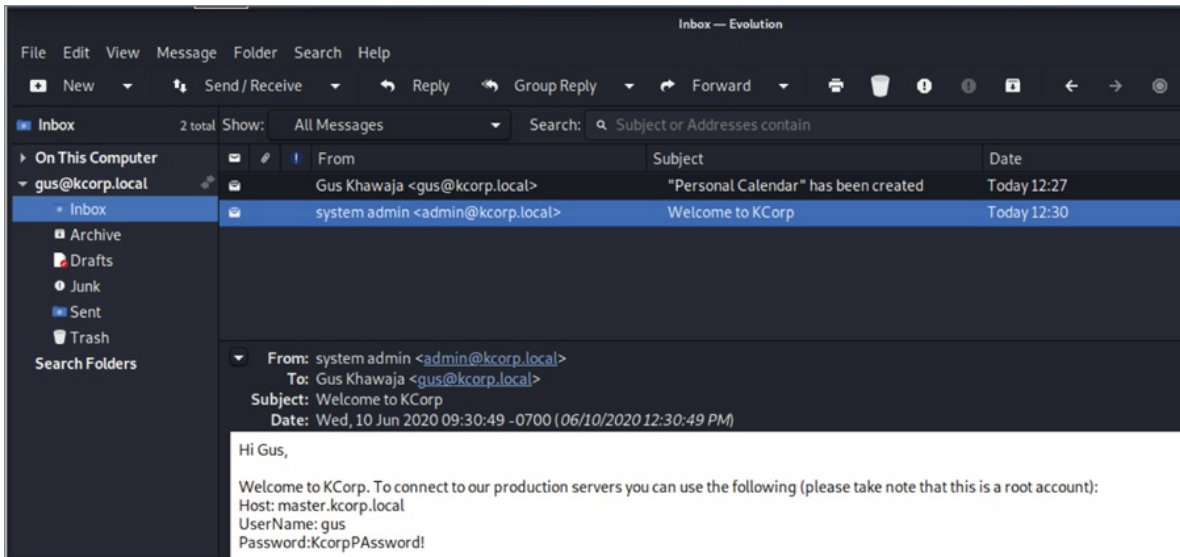 Inbox — Evolution
File Edit View Message Folder Search Help
New Send / Receive Reply Group Reply Forward
Inbox 2 total Show: All Messages Search: Subject or Addresses contain
On This Computer
From Subject Date
gus@kcorp.local
Gus Khawaja <gus@kcorp.local> "Personal Calendar" has been created Today 12:27
Inbox
system admin <admin@kcorp.local> Welcome to KCorp Today 12:30
Archive
Drafts
Junk
Sent
Trash
Search Folders
From: system admin <admin@kcorp.local>
To: Gus Khawaja <gus@kcorp.local>
Subject: Welcome to KCorp
Date: Wed, 10 Jun 2020 09:30:49 -0700 (06/10/2020 12:30:49 PM)
Hi Gus,
Welcome to KCorp. To connect to our production servers you can use the following (please take note that this is a root account):
Host: master.kcorp.local
UserName: gus
Password:KcorpPAssword!